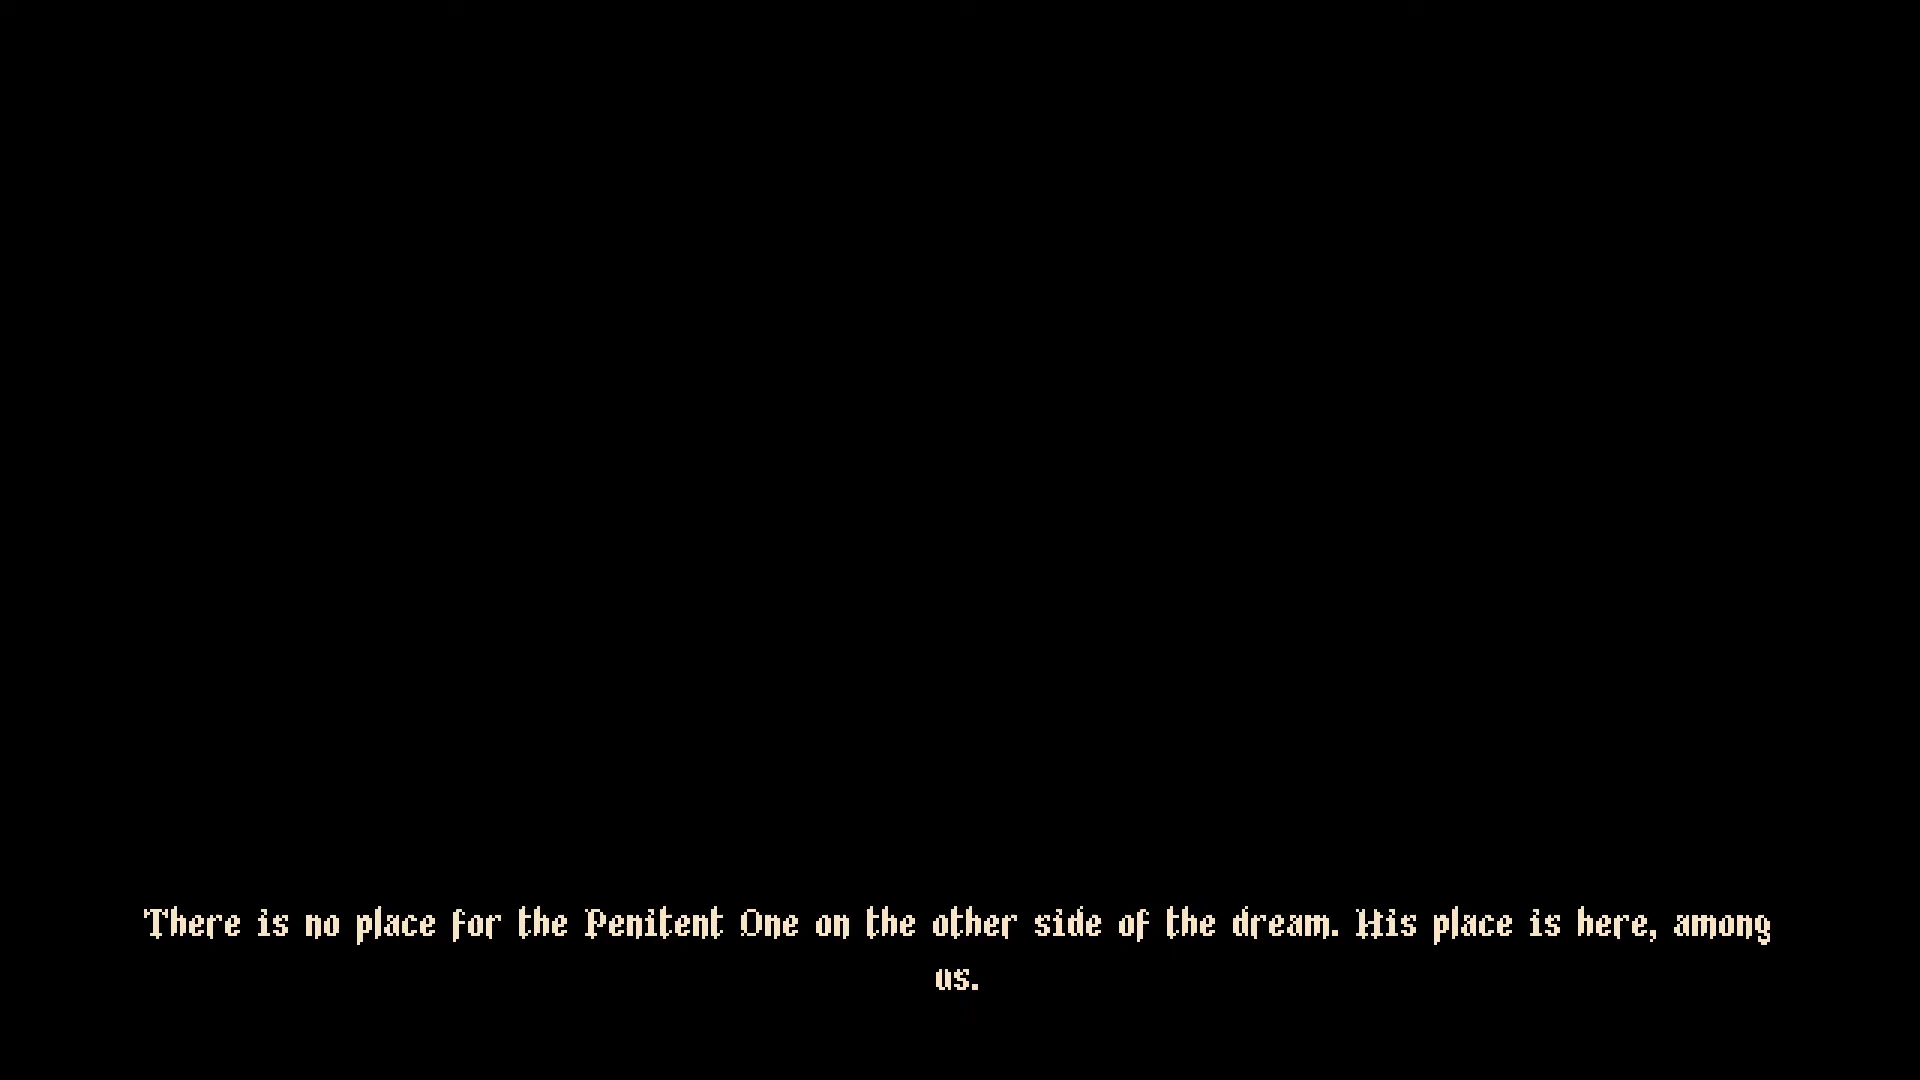 There is no place for the Penitent One on the other side of the dream. His place is here, among
us.